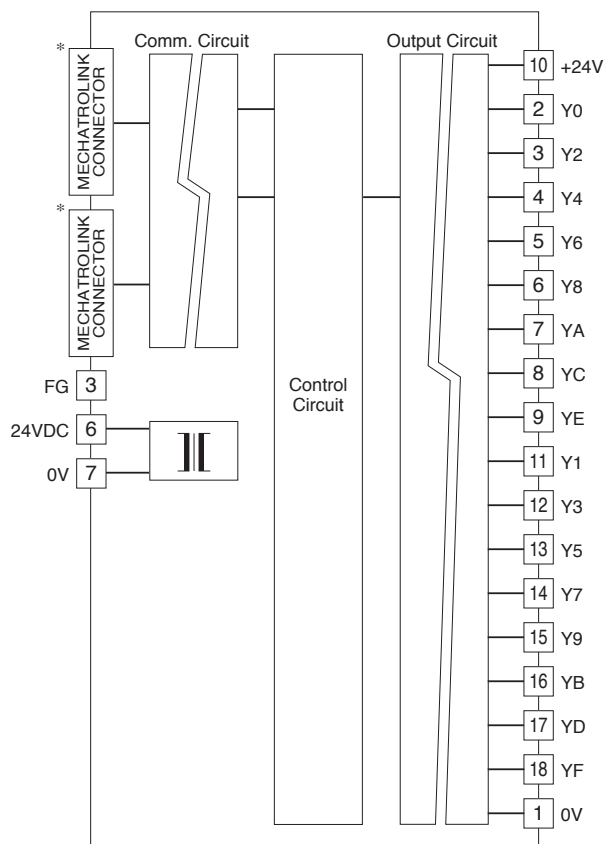 Comm. Circuit
Output Circuit
*
MECHATROLINK
CONNECTOR
*
MECHATROLINK
CONNECTOR
FG 3
24VDC 6
0V 7
Control
Circuit
10 +24V
2 Y0
3 Y2
4 Y4
5 Y6
6 Y8
7 YA
8 YC
9 YE
11 Y1
12 Y3
13 Y5
14 Y7
15 Y9
16 YB
17 YD
18 YF
1 0V